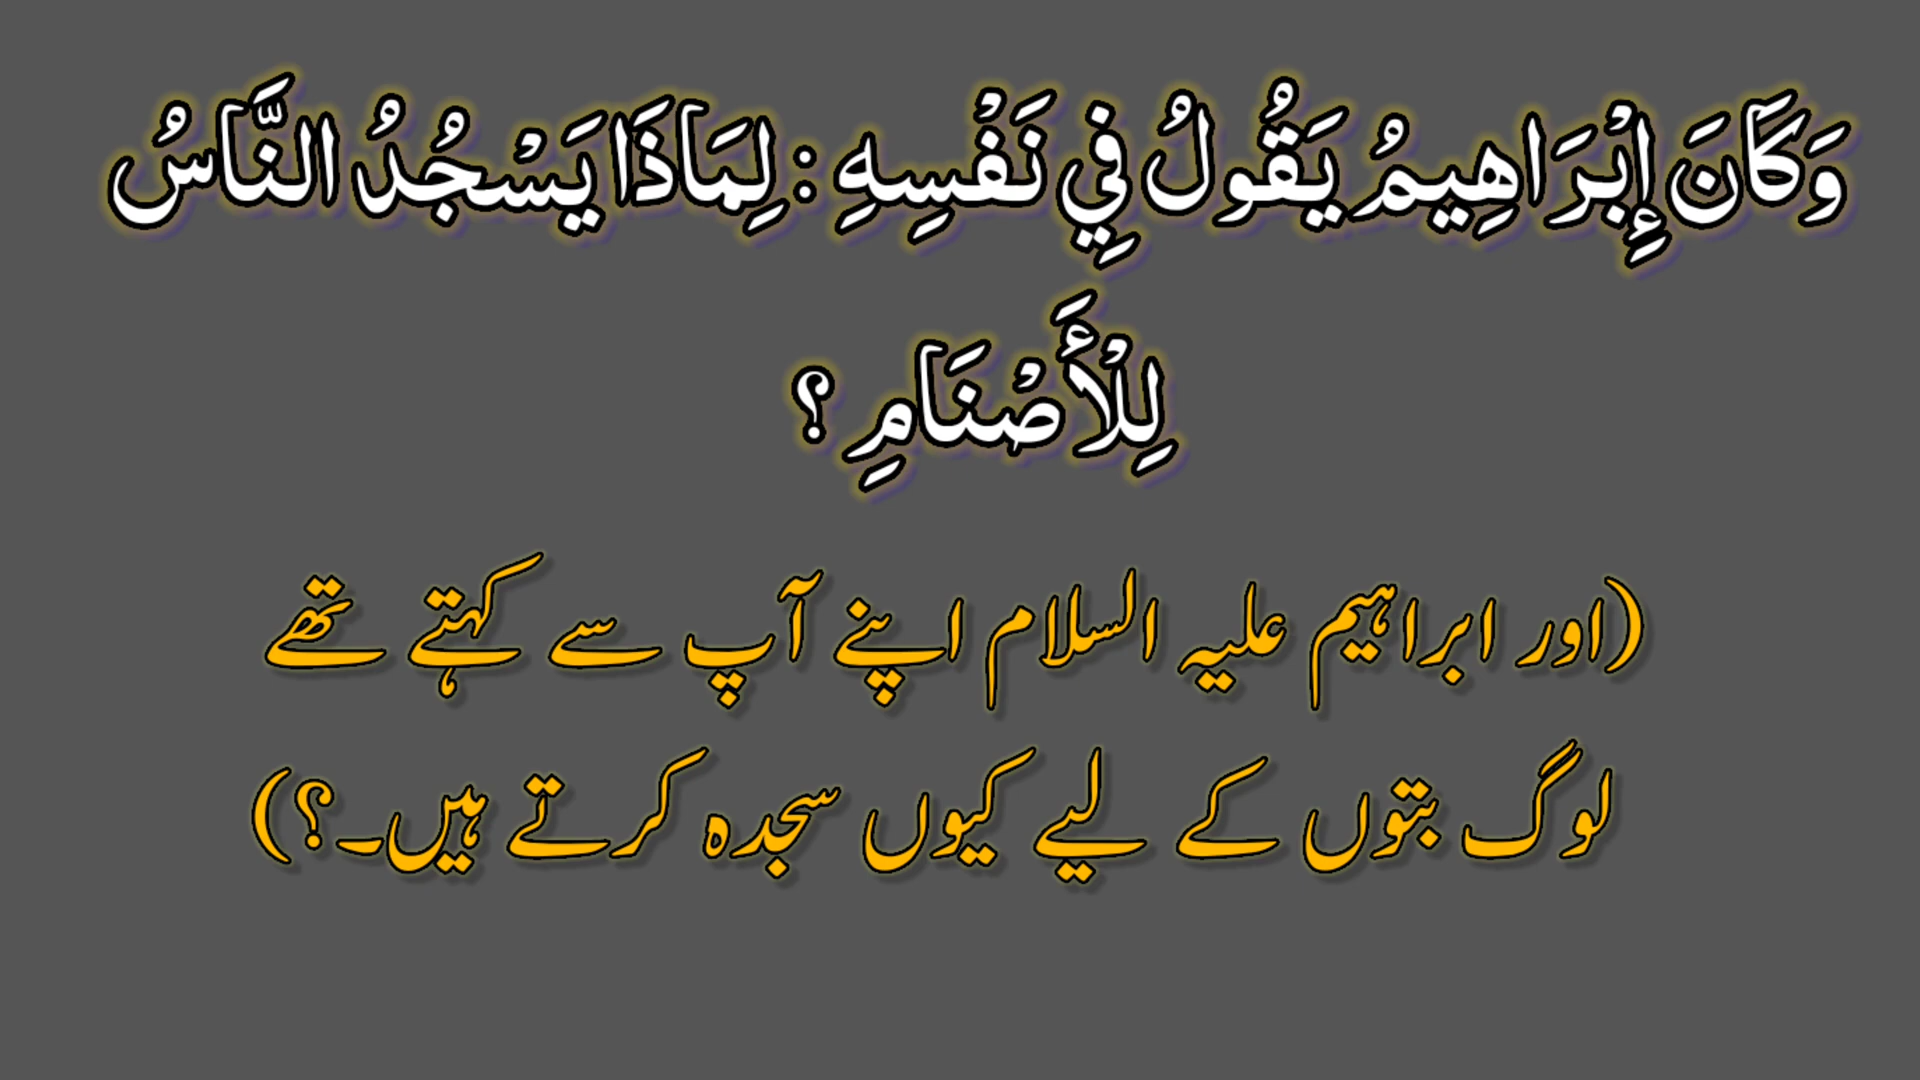 وَكَانَ إِبْرَاهِيمُ يَقُولُ فِي نَفْسِهِ : لِمَاذَا يَسْجُدُ النَّاسُ
لِلْأَصْنَامِ ؟
(اور ابراہیم علیہ السلام اپنے آپ سے کہتے تھے
لوگ بتوں کے لیے کیوں سجدہ کرتے ہیں۔؟)